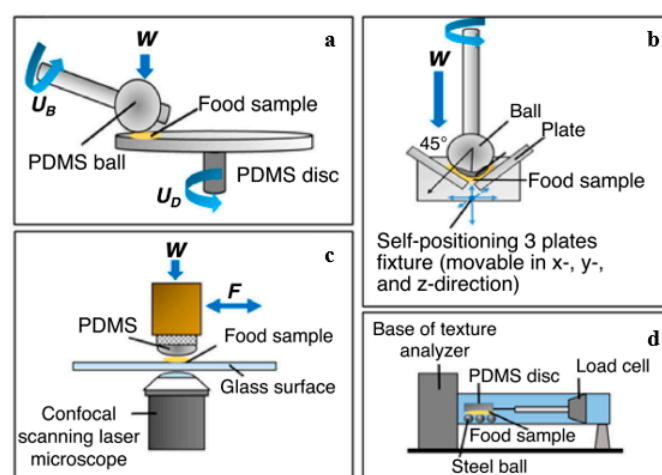 a
W
U_B
Food sample
PDMS ball
PDMS disc
U_D
b
W
Ball
Plate
45°
Food sample
Self-positioning 3 plates
fixture (movable in x-, y-,
and z-direction)
c
W
F
PDMS
Food sample
Glass surface
Confocal
scanning laser
microscope
d
Base of texture
analyzer
Load cell
PDMS disc
Food sample
Steel ball